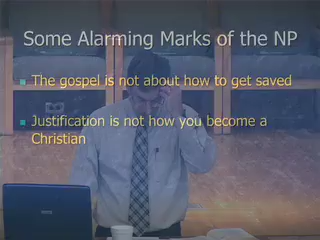 Some Alarming Marks of the NP
The gospel is not about how to get saved
Justification is not how you become a
Christian